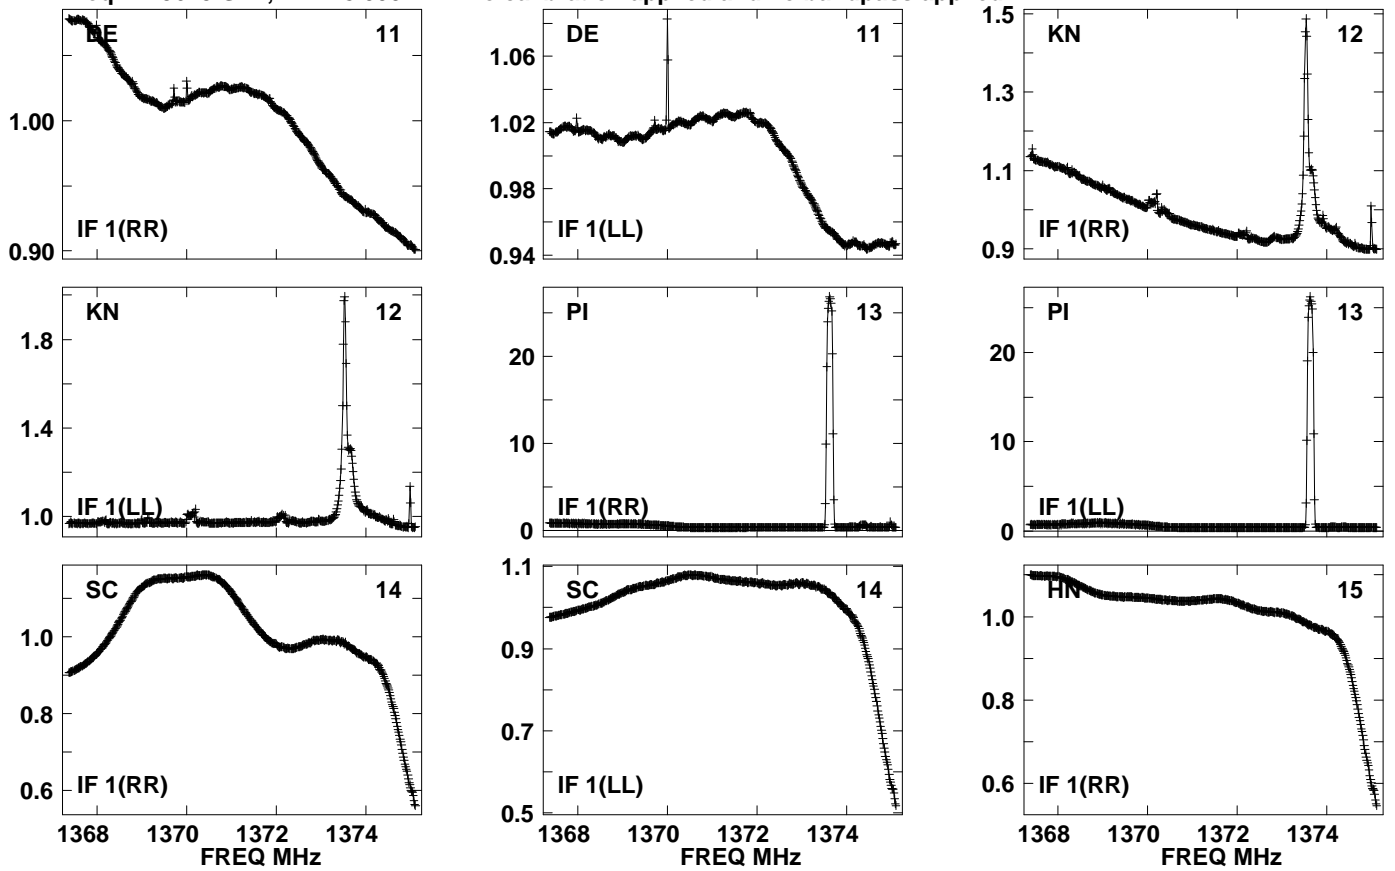 DE 11
1.00
0.90
IF 1(RR)
DE 11
1.06
1.02
0.98
0.94
IF 1(LL)
KN 12
1.5
1.3
1.1
0.9
IF 1(RR)
KN 12
1.8
1.4
1.0
IF 1(LL)
PI 13
20
10
0
IF 1(RR)
PI 13
20
10
0
IF 1(LL)
SC 14
1.0
0.8
0.6
IF 1(RR)
1368 1370 1372 1374
FREQ MHz
SC 14
1.1
0.9
0.7
0.5
IF 1(LL)
1368 1370 1372 1374
FREQ MHz
HN 15
1.0
0.8
0.6
IF 1(RR)
1368 1370 1372 1374
FREQ MHz